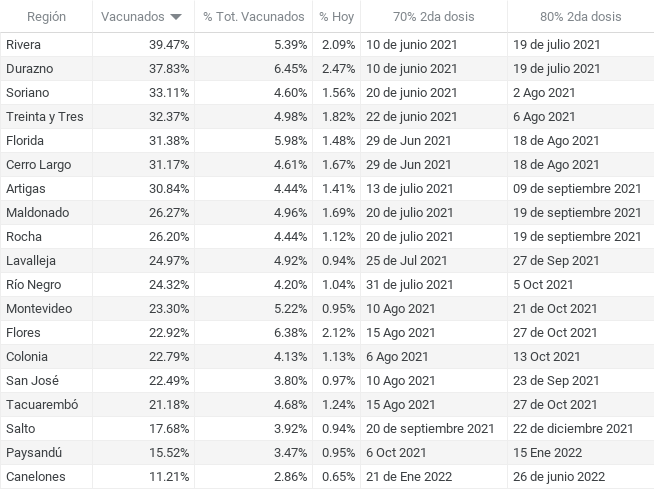 Región Vacunados % Tot. Vacunados % Hoy 70% 2da dosis 80% 2da dosis
Rivera 39.47% 5.39% 2.09% 10 de junio 2021 19 de julio 2021
Durazno 37.83% 6.45% 2.47% 10 de junio 2021 19 de julio 2021
Soriano 33.11% 4.60% 1.56% 20 de junio 2021 2 Ago 2021
Treinta y Tres 32.37% 4.98% 1.82% 22 de junio 2021 6 Ago 2021
Florida 31.38% 5.98% 1.48% 29 de Jun 2021 18 de Ago 2021
Cerro Largo 31.17% 4.61% 1.67% 29 de Jun 2021 18 de Ago 2021
Artigas 30.84% 4.44% 1.41% 13 de julio 2021 09 de septiembre 2021
Maldonado 26.27% 4.96% 1.69% 20 de julio 2021 19 de septiembre 2021
Rocha 26.20% 4.44% 1.12% 20 de julio 2021 19 de septiembre 2021
Lavalleja 24.97% 4.92% 0.94% 25 de Jul 2021 27 de Sep 2021
Río Negro 24.32% 4.20% 1.04% 31 de julio 2021 5 Oct 2021
Montevideo 23.30% 5.22% 0.95% 10 Ago 2021 21 de Oct 2021
Flores 22.92% 6.38% 2.12% 15 Ago 2021 27 de Oct 2021
Colonia 22.79% 4.13% 1.13% 6 Ago 2021 13 Oct 2021
San José 22.49% 3.80% 0.97% 10 Ago 2021 23 de Sep 2021
Tacuarembó 21.18% 4.68% 1.24% 15 Ago 2021 27 de Oct 2021
Salto 17.68% 3.92% 0.94% 20 de septiembre 2021 22 de diciembre 2021
Paysandú 15.52% 3.47% 0.95% 6 Oct 2021 15 Ene 2022
Canelones 11.21% 2.86% 0.65% 21 de Ene 2022 26 de junio 2022